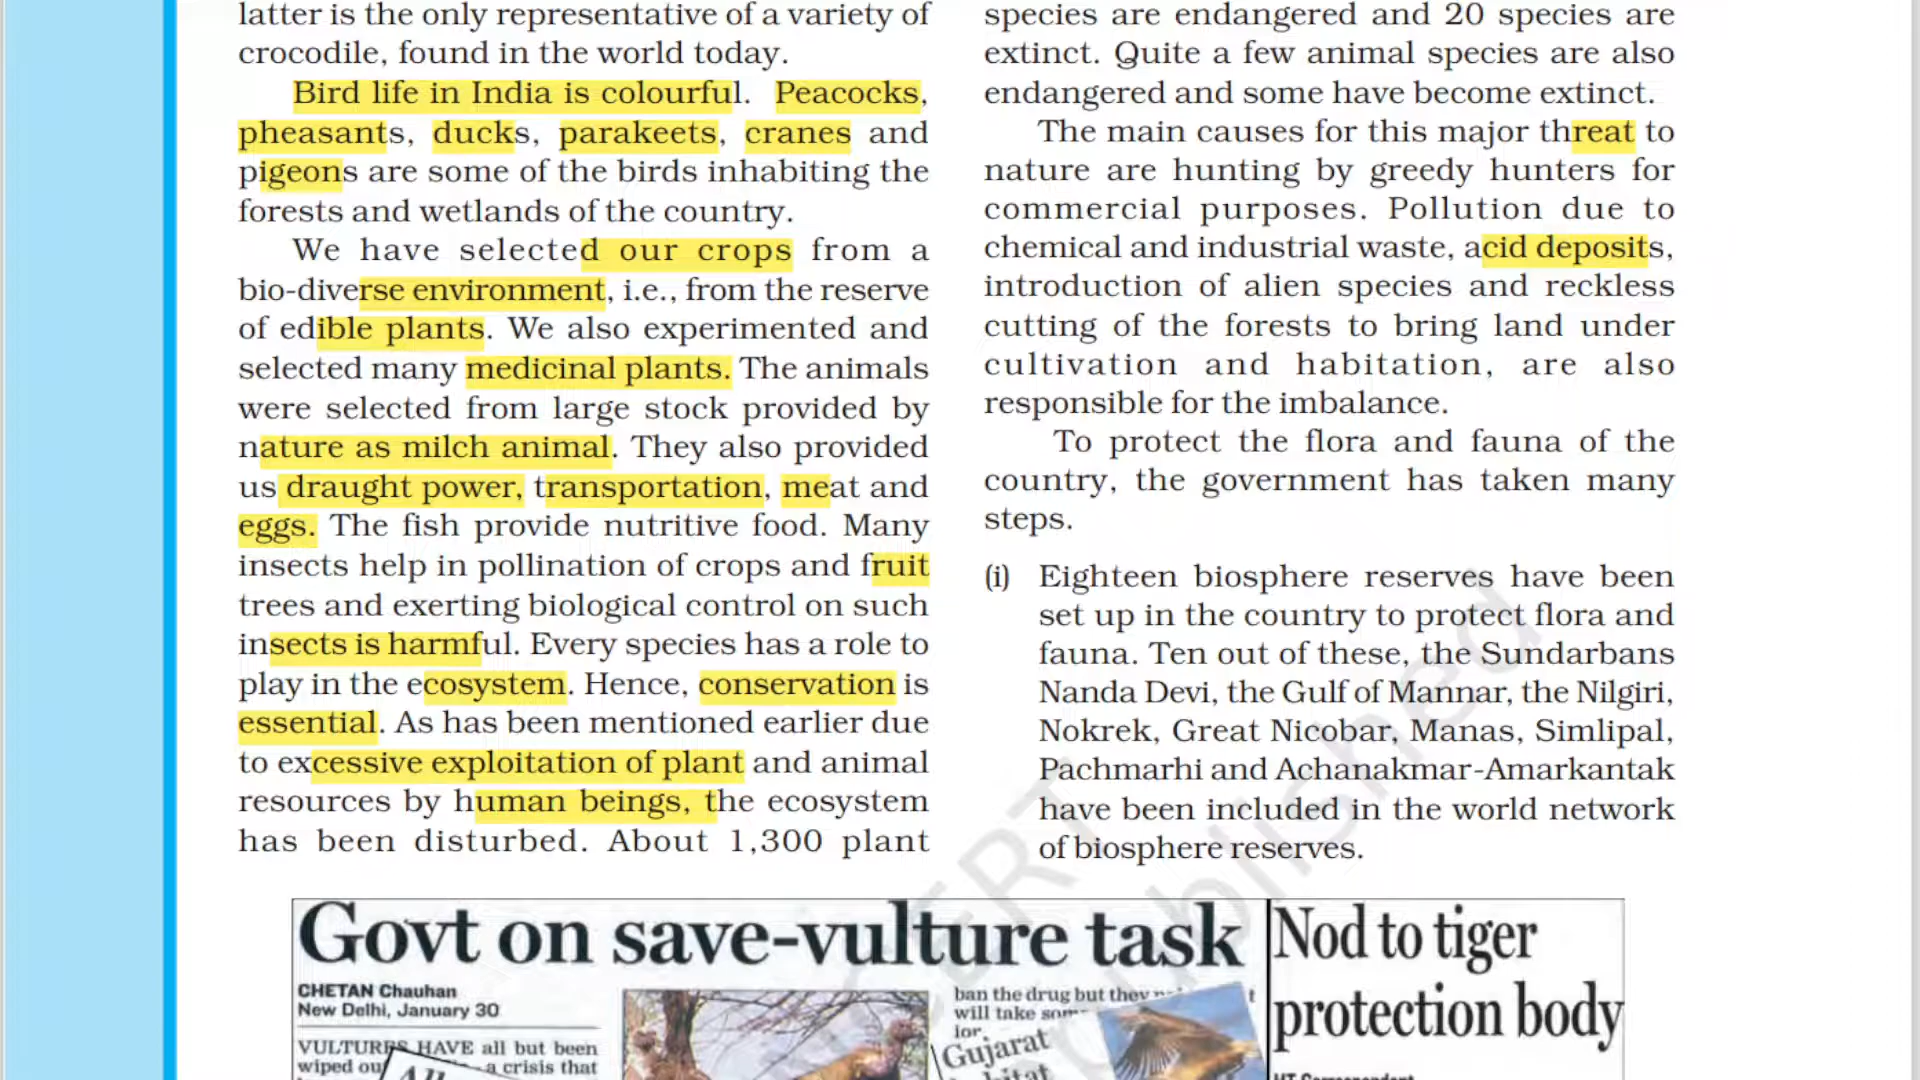 latter is the only representative of a variety of
crocodile, found in the world today.
Bird life in India is colourful. Peacocks,
pheasants, ducks, parakeets, cranes and
pigeons are some of the birds inhabiting the
forests and wetlands of the country.
We have selected our crops from a
bio-diverse environment, i.e., from the reserve
of edible plants. We also experimented and
selected many medicinal plants. The animals
were selected from large stock provided by
nature as milch animal. They also provided
us draught power, transportation, meat and
eggs. The fish provide nutritive food. Many
insects help in pollination of crops and fruit
trees and exerting biological control on such
insects is harmful. Every species has a role to
play in the ecosystem. Hence, conservation is
essential. As has been mentioned earlier due
to excessive exploitation of plant and animal
resources by human beings, the ecosystem
has been disturbed. About 1,300 plant
species are endangered and 20 species are
extinct. Quite a few animal species are also
endangered and some have become extinct.
The main causes for this major threat to
nature are hunting by greedy hunters for
commercial purposes. Pollution due to
chemical and industrial waste, acid deposits,
introduction of alien species and reckless
cutting of the forests to bring land under
cultivation and habitation, are also
responsible for the imbalance.
To protect the flora and fauna of the
country, the government has taken many
steps.
(i) Eighteen biosphere reserves have been
set up in the country to protect flora and
fauna. Ten out of these, the Sundarbans
Nanda Devi, the Gulf of Mannar, the Nilgiri,
Nokrek, Great Nicobar, Manas, Simlipal,
Pachmarhi and Achanakmar-Amarkantak
have been included in the world network
of biosphere reserves.
Govt on save-vulture task
CHETAN Chauhan
New Delhi, January 30
VULTURES HAVE all but been
wiped a crisis that
ban the drug but they
will take
Gujarat
Nod to tiger
protection body